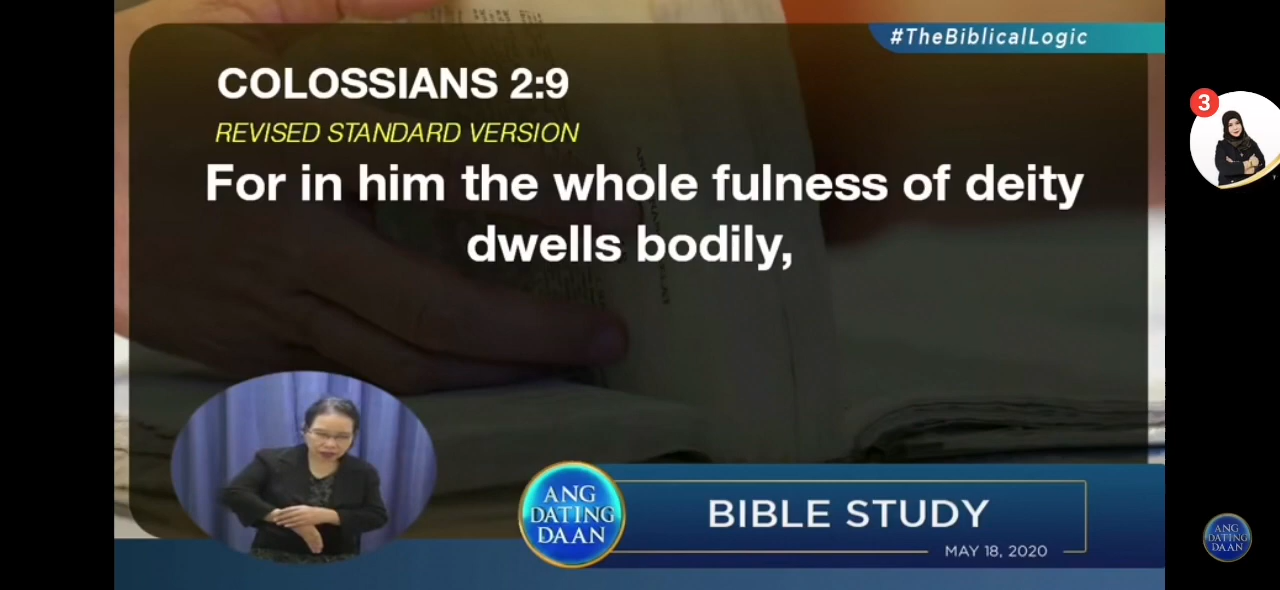 #TheBiblicalLogic
COLOSSIANS 2:9
REVISED STANDARD VERSION
For in him the whole fulness of deity
dwells bodily,
3
ANG
DATING
DAAN
BIBLE STUDY
MAY 18, 2020
ANG
DATING
DAAN